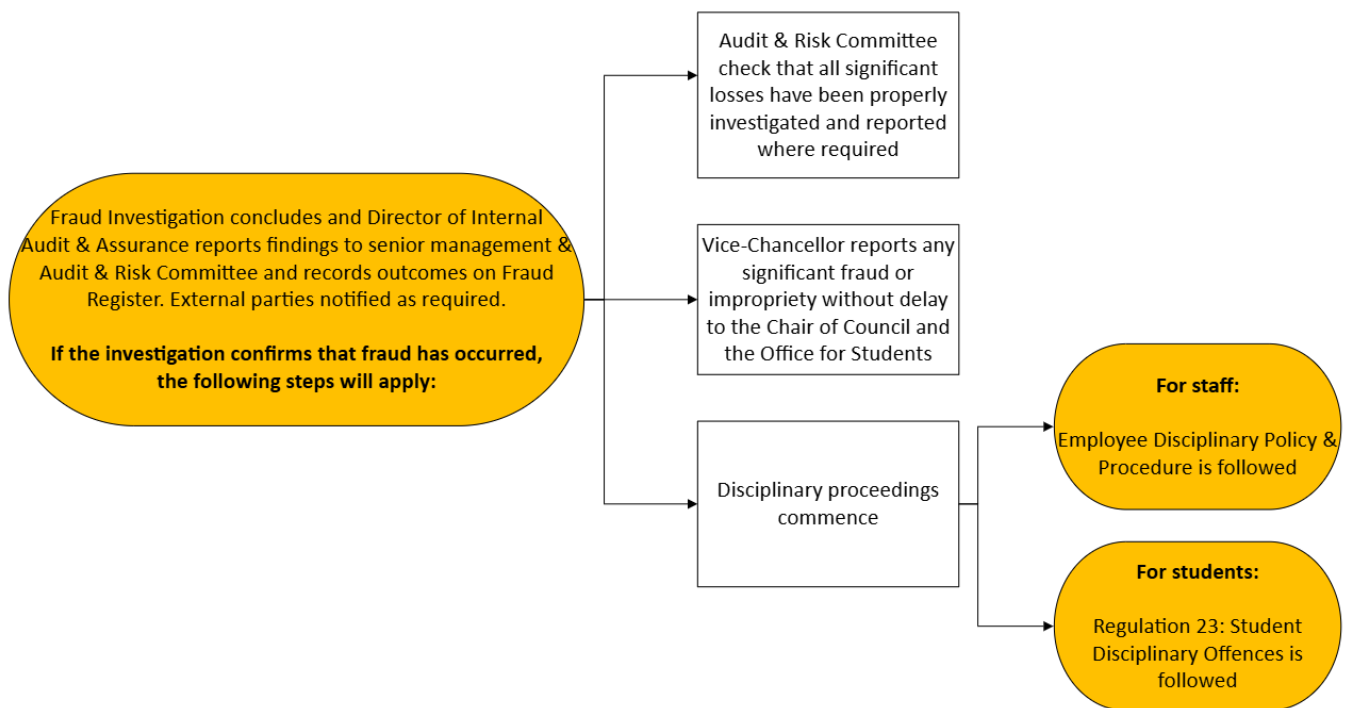 Audit & Risk Committee
check that all significant
losses have been properly
investigated and reported
where required
Fraud Investigation concludes and Director of Internal
Audit & Assurance reports findings to senior management &
Audit & Risk Committee and records outcomes on Fraud
Register. External parties notified as required.
If the investigation confirms that fraud has occurred,
the following steps will apply:
Vice-Chancellor reports any
significant fraud or
impropriety without delay
to the Chair of Council and
the Office for Students
Disciplinary proceedings
commence
For staff:
Employee Disciplinary Policy &
Procedure is followed
For students:
Regulation 23: Student
Disciplinary Offences is
followed